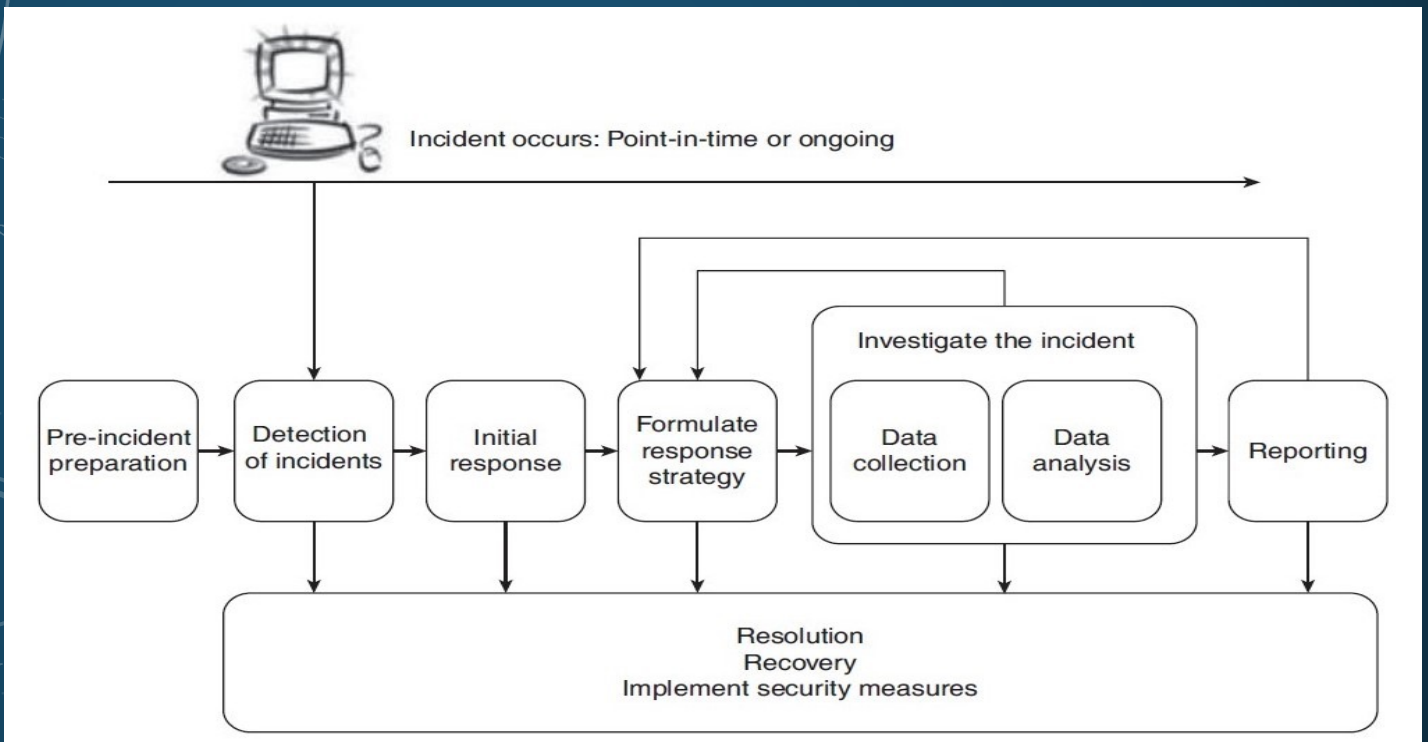 Incident occurs: Point-in-time or ongoing
Investigate the incident
Pre-incident
preparation
Detection
of incidents
Initial
response
Formulate
response
strategy
Data
collection
Data
analysis
Reporting
Resolution
Recovery
Implement security measures